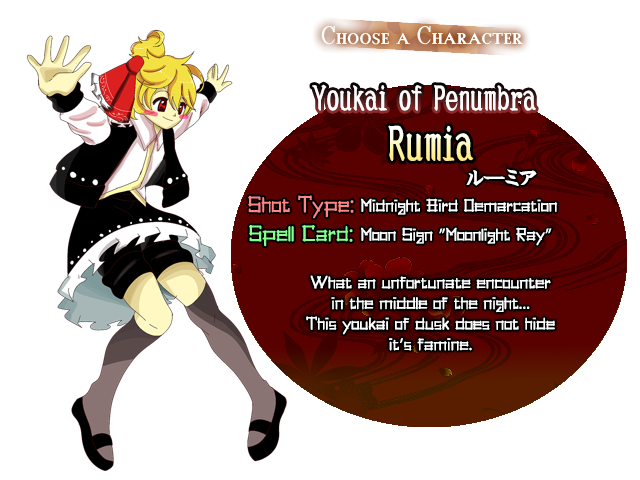 Choose a Character
Youkai of Penumbra
Rumia
ルーミア
Shot Type: Midnight Bird Demarcation
Spell Card: Moon Sign "Moonlight Ray"
What an unfortunate encounter
in the middle of the night...
This youkai of dusk does not hide
it's famine.